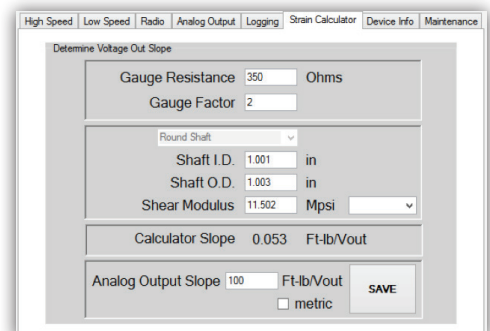 High Speed Low Speed Radio Analog Output Logging Strain Calculator Device Info Maintenance
Determine Voltage Out Slope
Gauge Resistance 350 Ohms
Gauge Factor 2
Round Shaft
Shaft I.D. 1.001 in
Shaft O.D. 1.003 in
Shear Modulus 11.502 Mpsi
Calculator Slope 0.053 Ft-lb/Vout
Analog Output Slope 100 Ft-lb/Vout
metric
SAVE